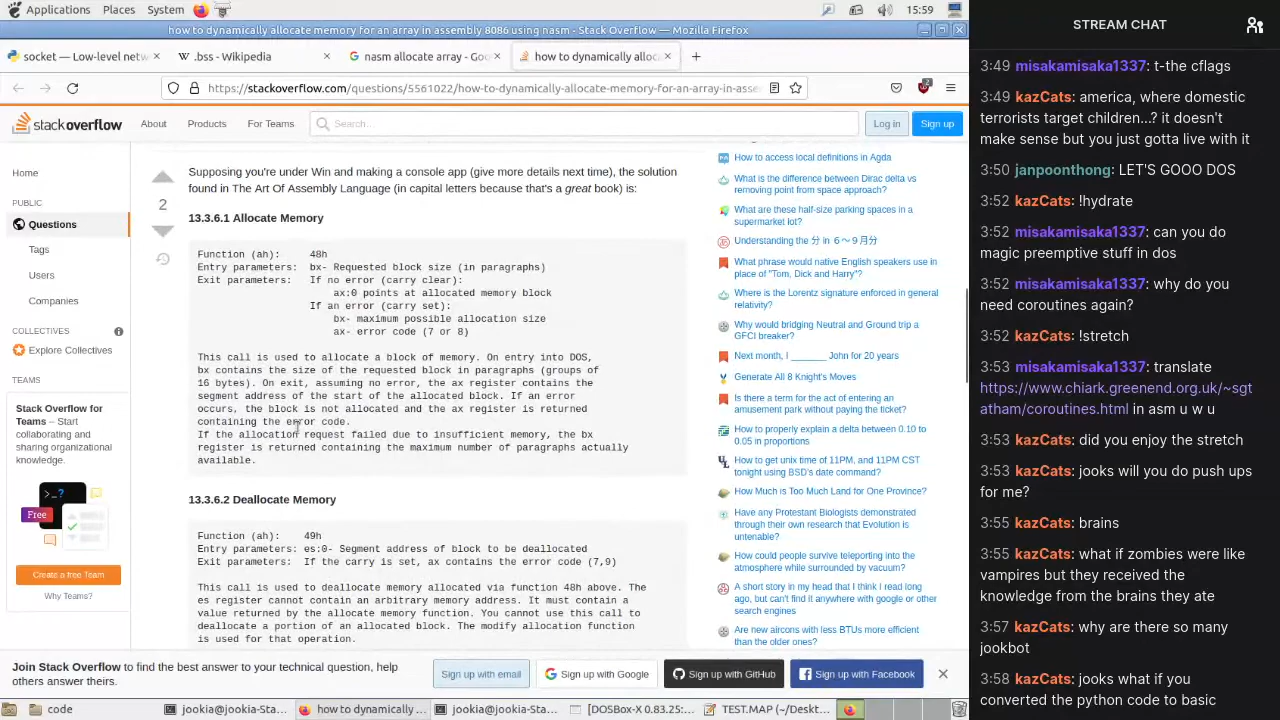 Applications Places System 15:59
how to dynamically allocate memory for an array in assembly 8086 using nasm - Stack Overflow — Mozilla Firefox
socket — Low-level netw
.bss - Wikipedia
nasm allocate array - Goo
how to dynamically alloca
https://stackoverflow.com/questions/5561022/how-to-dynamically-allocate-memory-for-an-array-in-asse
2
stackoverflow
About
Products
For Teams
Search...
Log in
Sign up
Home
PUBLIC
Questions
Tags
Users
Companies
COLLECTIVES
Explore Collectives
TEAMS
Stack Overflow for
Teams – Start
collaborating and
sharing organizational
knowledge.
>_?
Free
Create a free Team
Why Teams?
2
Supposing you're under Win and making a console app (give more details next time), the solution
found in The Art Of Assembly Language (in capital letters because that's a great book) is:
13.3.6.1 Allocate Memory
Function (ah): 48h
Entry parameters: bx- Requested block size (in paragraphs)
Exit parameters: If no error (carry clear):
ax:0 points at allocated memory block
If an error (carry set):
bx- maximum possible allocation size
ax- error code (7 or 8)
This call is used to allocate a block of memory. On entry into DOS,
bx contains the size of the requested block in paragraphs (groups of
16 bytes). On exit, assuming no error, the ax register contains the
segment address of the start of the allocated block. If an error
occurs, the block is not allocated and the ax register is returned
containing the error code.
If the allocation request failed due to insufficient memory, the bx
register is returned containing the maximum number of paragraphs actually
available.
13.3.6.2 Deallocate Memory
Function (ah): 49h
Entry parameters: es:0- Segment address of block to be deallocated
Exit parameters: If the carry is set, ax contains the error code (7,9)
This call is used to deallocate memory allocated via function 48h above. The
es register cannot contain an arbitrary memory address. It must contain a
value returned by the allocate memory function. You cannot use this call to
deallocate a portion of an allocated block. The modify allocation function
is used for that operation.
How to access local definitions in Agda
What is the difference between Dirac delta vs
removing point from space approach?
What are these half-size parking spaces in a
supermarket lot?
Understanding the 分 in 6～9月分
What phrase would native English speakers use in
place of "Tom, Dick and Harry"?
Where is the Lorentz signature enforced in general
relativity?
Why would bridging Neutral and Ground trip a
GFCI breaker?
Next month, I _______ John for 20 years
Generate All 8 Knight's Moves
Is there a term for the act of entering an
amusement park without paying the ticket?
How to properly explain a delta between 0.10 to
0.05 in proportions
How to get unix time of 11PM, and 11PM CST
tonight using BSD's date command?
How Much is Too Much Land for One Province?
Have any Protestant Biologists demonstrated
through their own research that Evolution is
untenable?
How could people survive teleporting into the
atmosphere while surrounded by vacuum?
A short story in my head that I think I read long
ago, but can't find it anywhere with google or other
search engines
Are new aircons with less BTUs more efficient
than the older ones?
Join Stack Overflow to find the best answer to your technical question, help
others answer theirs.
Sign up with email
Sign up with Google
Sign up with GitHub
Sign up with Facebook
code
jookia@jookia-Sta...
how to dynamically ...
jookia@jookia-Sta...
[DOSBox-X 0.83.25:...
TEST.MAP (~/Deskt...
STREAM CHAT
3:49 misakamisaka1337: t-the cflags
3:49 kazCats: america, where domestic
terrorists target children...? it doesn't
make sense but you just gotta live with it
3:50 janpoonthong: LET'S GOOO DOS
3:52 kazCats: !hydrate
3:52 misakamisaka1337: can you do
magic preemptive stuff in dos
3:52 misakamisaka1337: why do you
need coroutines again?
3:52 kazCats: !stretch
3:53 misakamisaka1337: translate
https://www.chiark.greenend.org.uk/~sgt
atham/coroutines.html in asm u w u
3:53 kazCats: did you enjoy the stretch
3:53 kazCats: jooks will you do push ups
for me?
3:55 kazCats: brains
3:55 kazCats: what if zombies were like
vampires but they received the
knowledge from the brains they ate
3:57 kazCats: why are there so many
jookbot
3:58 kazCats: jooks what if you
converted the python code to basic